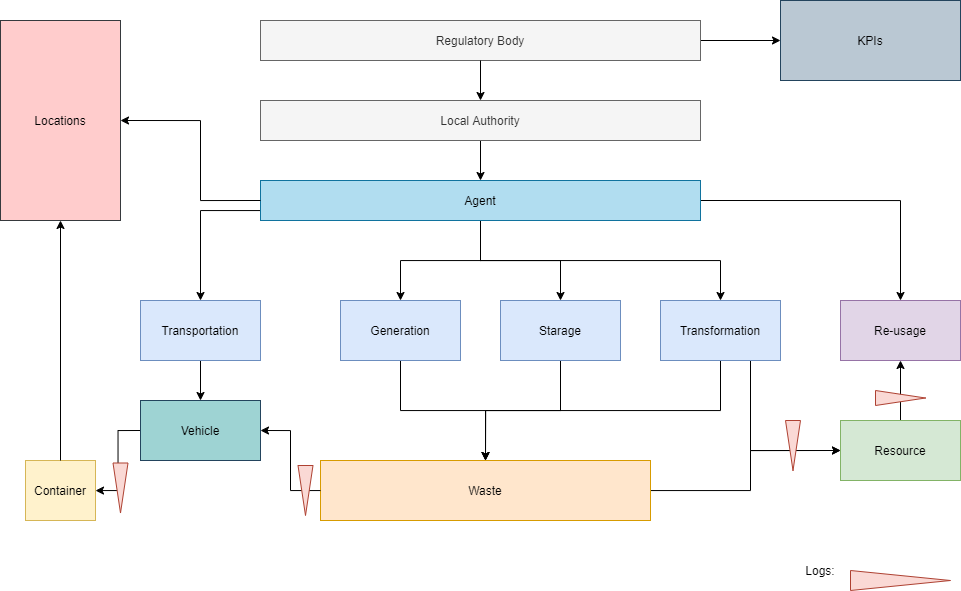 Regulatory Body
KPIs
Locations
Local Authority
Agent
Transportation
Generation
Starage
Transformation
Re-usage
Vehicle
Resource
Container
Waste
Logs: